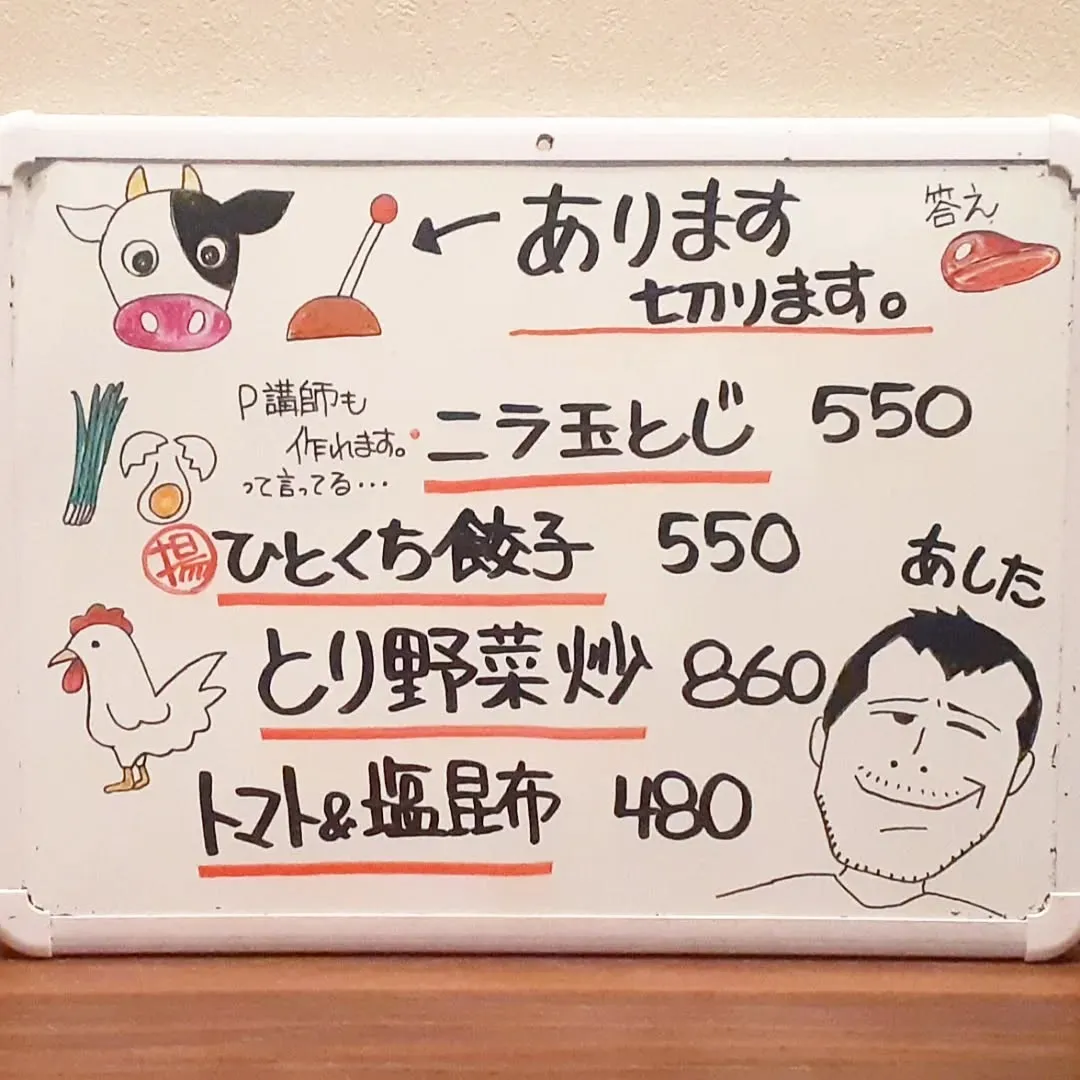 あります
切ります。
答え
P講師も
作れます。
って言ってる…
ニラ玉とじ 550
揚 ひとくち餃子 550
あした
とり野菜炒 860
トマト&塩昆布 480